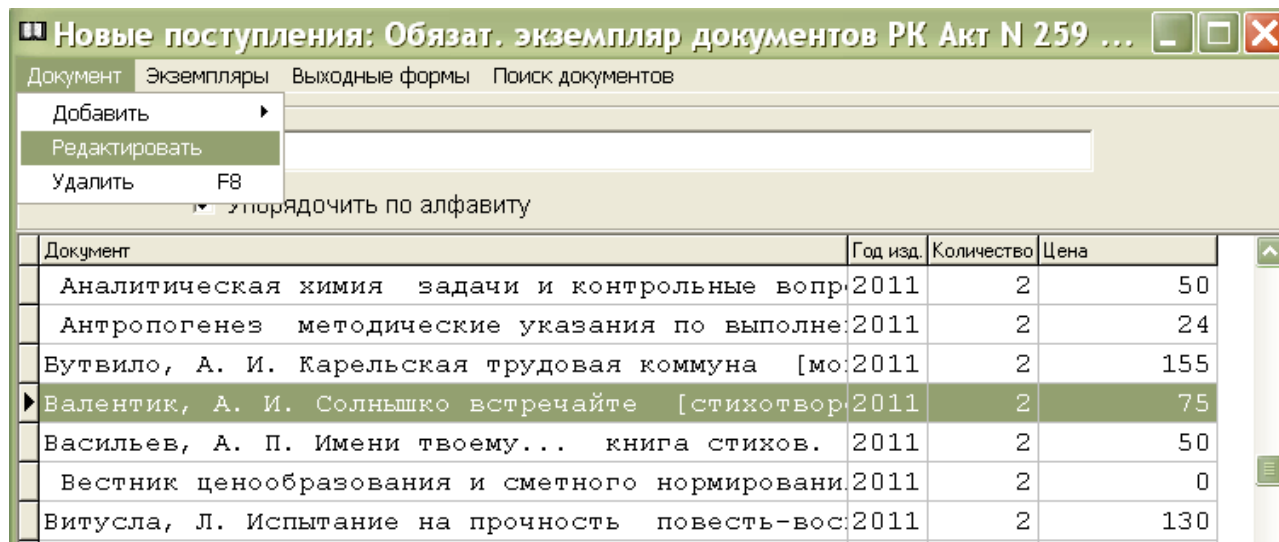 Новые поступления: Обязат. экземпляр документов РК Акт N 259 ...
Документ Экземпляры Выходные формы Поиск документов
Добавить
Редактировать
Удалить F8
Упорядочить по алфавиту
Документ Год изд. Количество Цена
Аналитическая химия задачи и контрольные вопр 2011 2 50
Антропогенез методические указания по выполне 2011 2 24
Бутвило, А. И. Карельская трудовая коммуна [мо 2011 2 155
Валентик, А. И. Солнышко встречайте [стихотвор 2011 2 75
Васильев, А. П. Имени твоему... книга стихов. 2011 2 50
Вестник ценообразования и сметного нормировани 2011 2 0
Витусла, Л. Испытание на прочность повесть-вос 2011 2 130